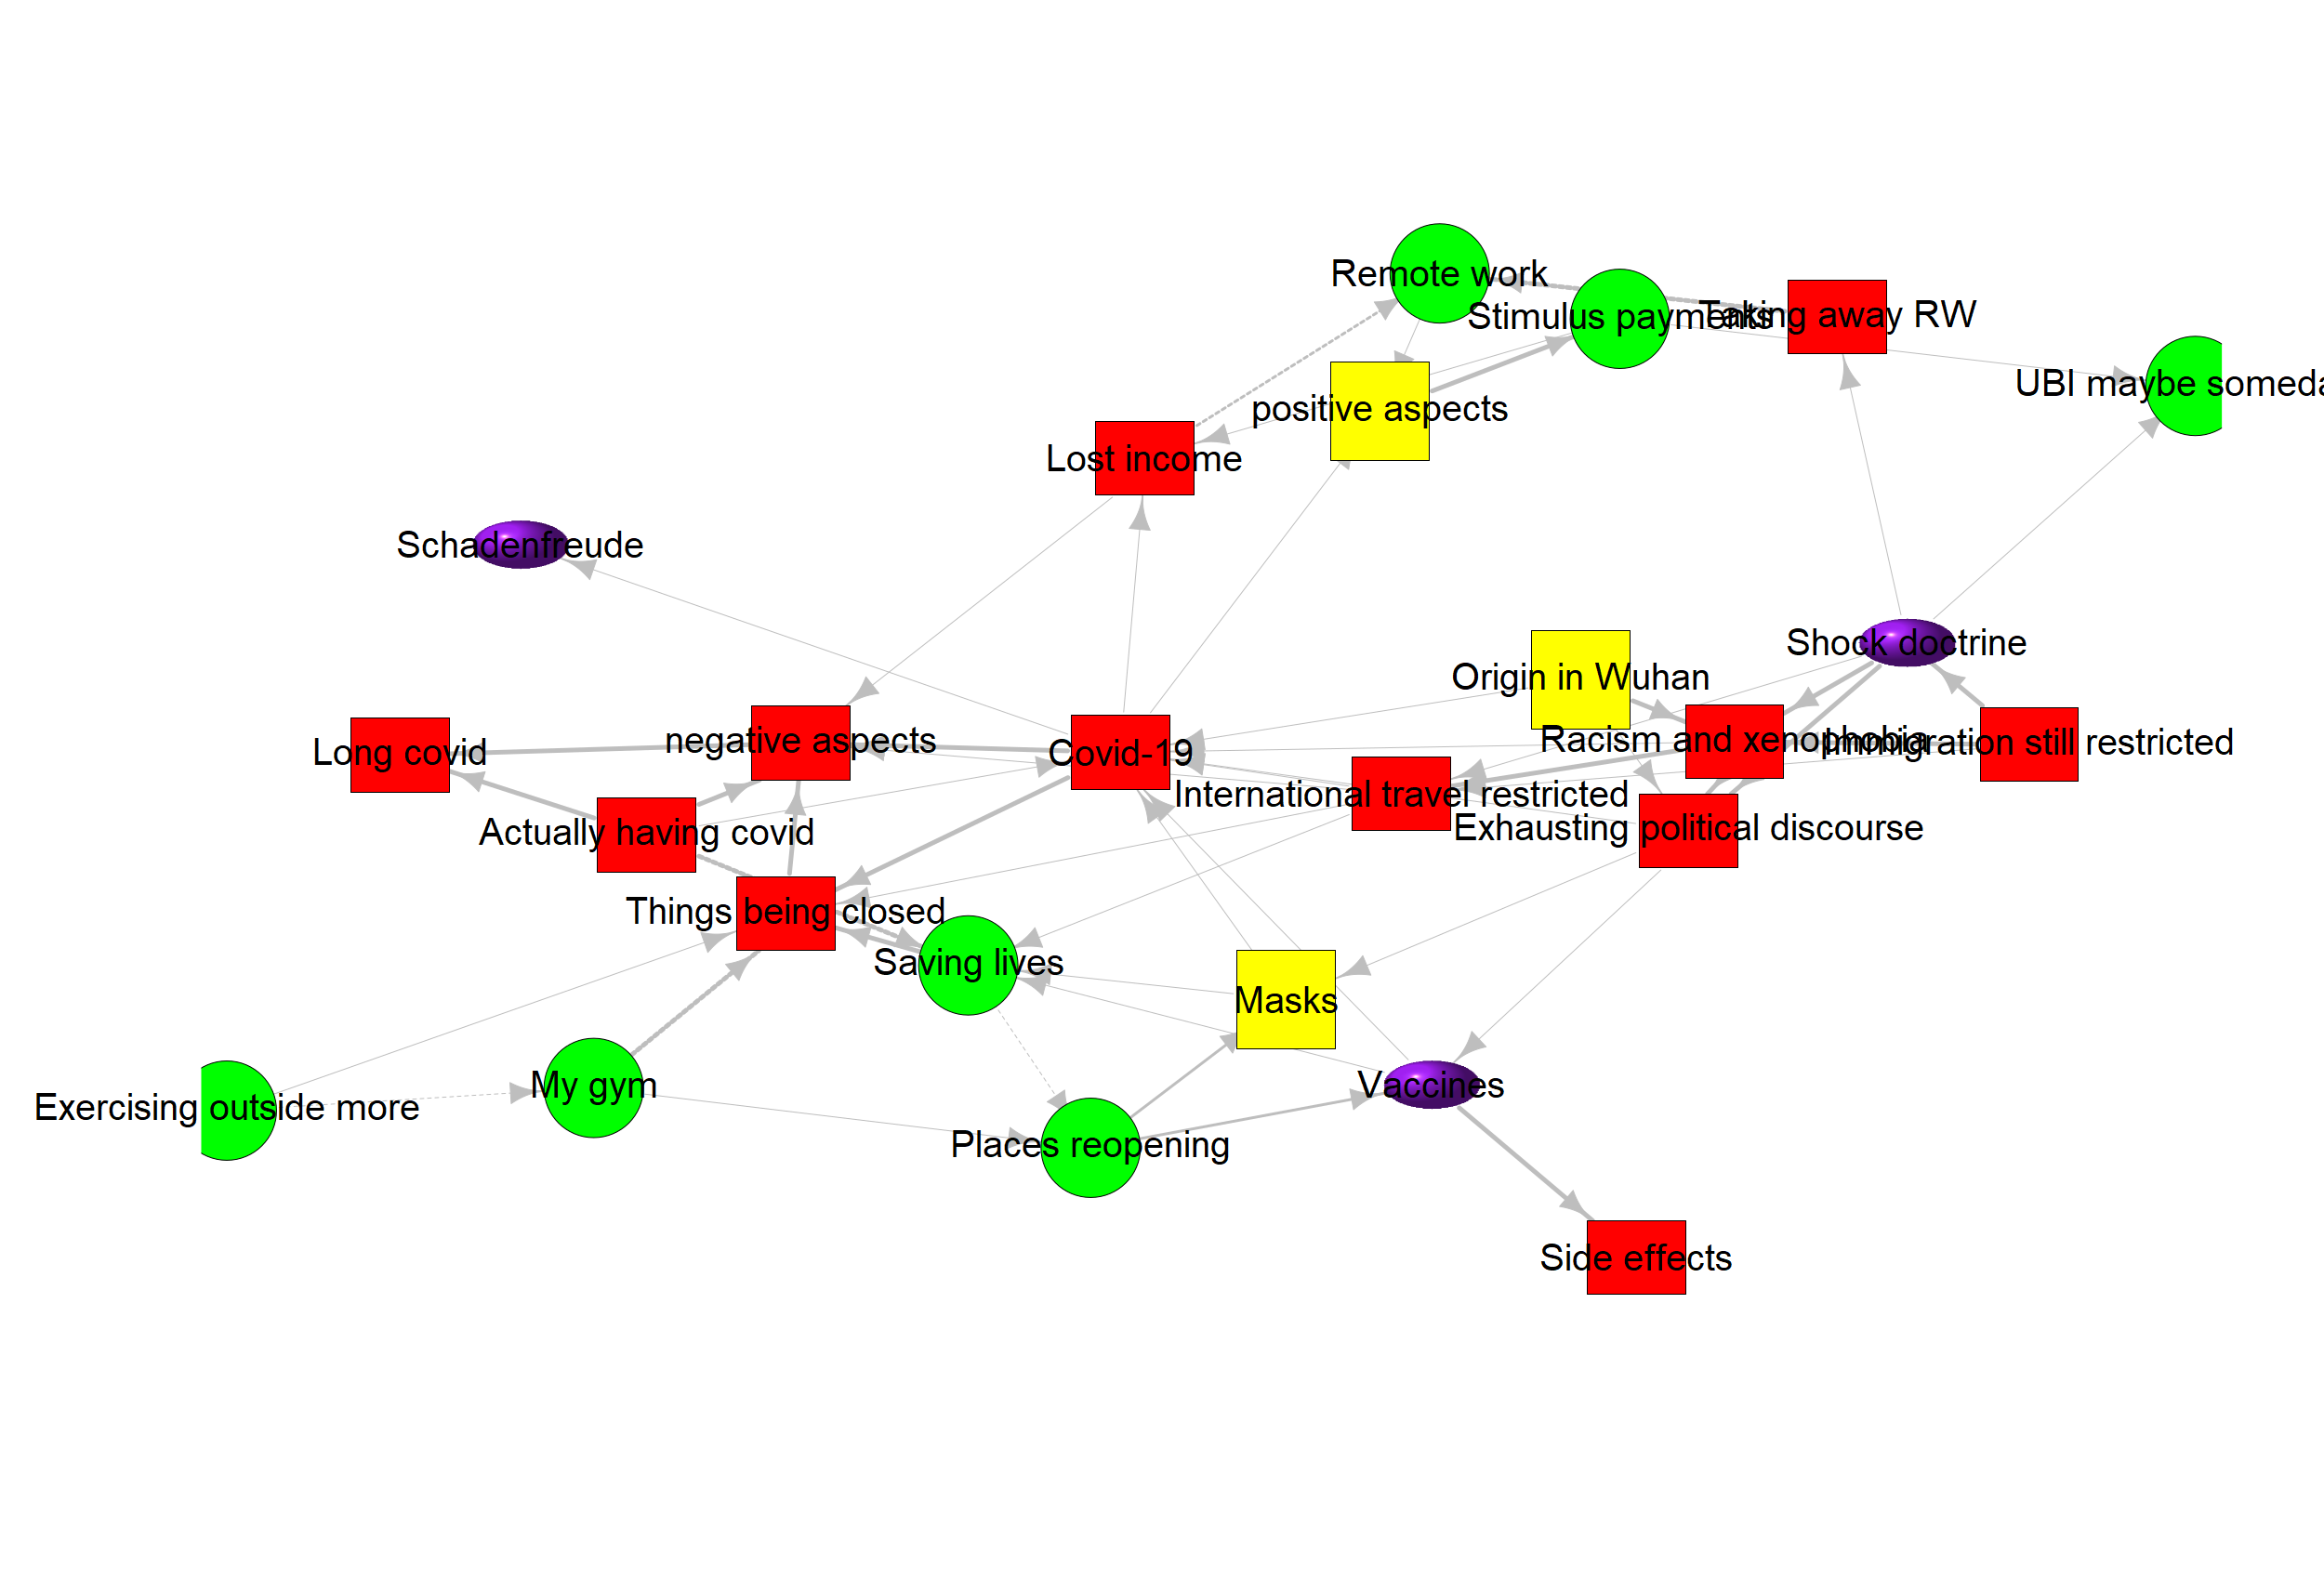 Remote work
Stimulus payments
Taking away RW
UBI maybe someda
positive aspects
Lost income
Schadenfreude
Shock doctrine
Origin in Wuhan
Long covid
negative aspects
Covid-19
Racism and xenophobia
Immigration still restricted
International travel restricted
Exhausting political discourse
Actually having covid
Things being closed
Saving lives
Masks
My gym
Vaccines
Exercising outside more
Places reopening
Side effects